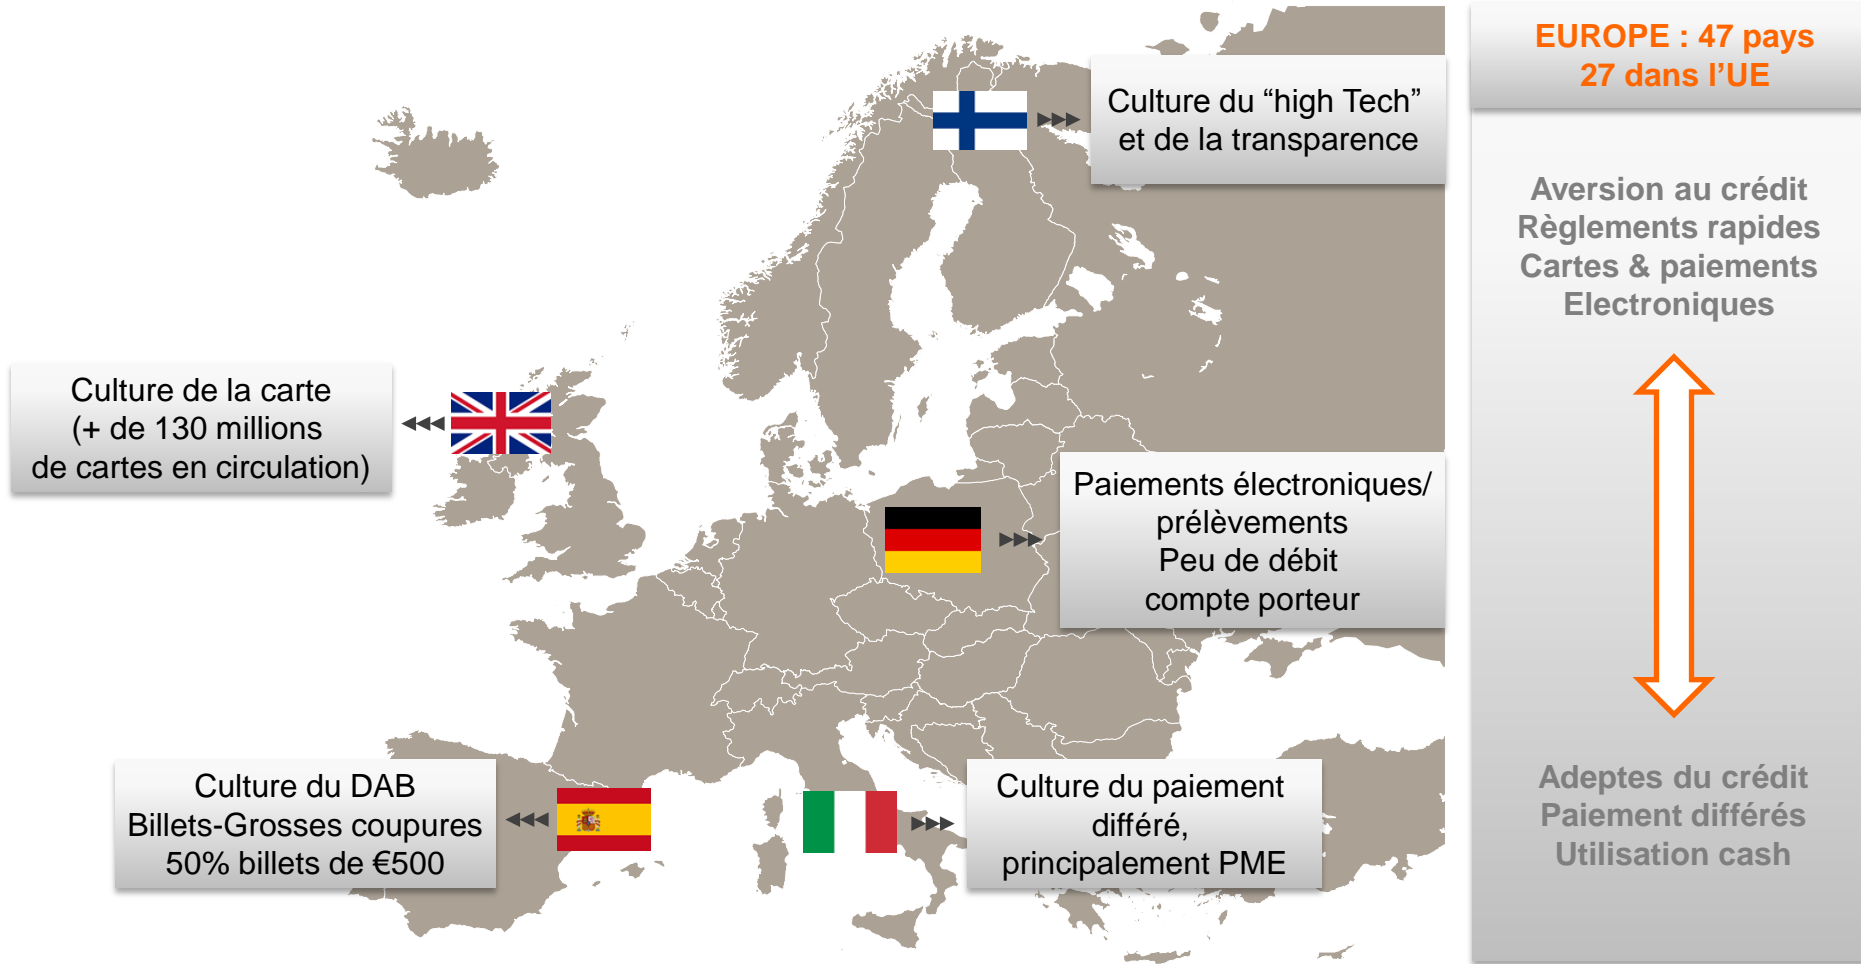 EUROPE : 47 pays
27 dans l’UE
Culture du “high Tech”
et de la transparence
Aversion au crédit
Règlements rapides
Cartes & paiements
Electroniques
Culture de la carte
(+ de 130 millions
de cartes en circulation)
Paiements électroniques/
prélèvements
Peu de débit
compte porteur
Culture du DAB
Billets-Grosses coupures
50% billets de €500
Culture du paiement
différé,
principalement PME
Adeptes du crédit
Paiement différés
Utilisation cash